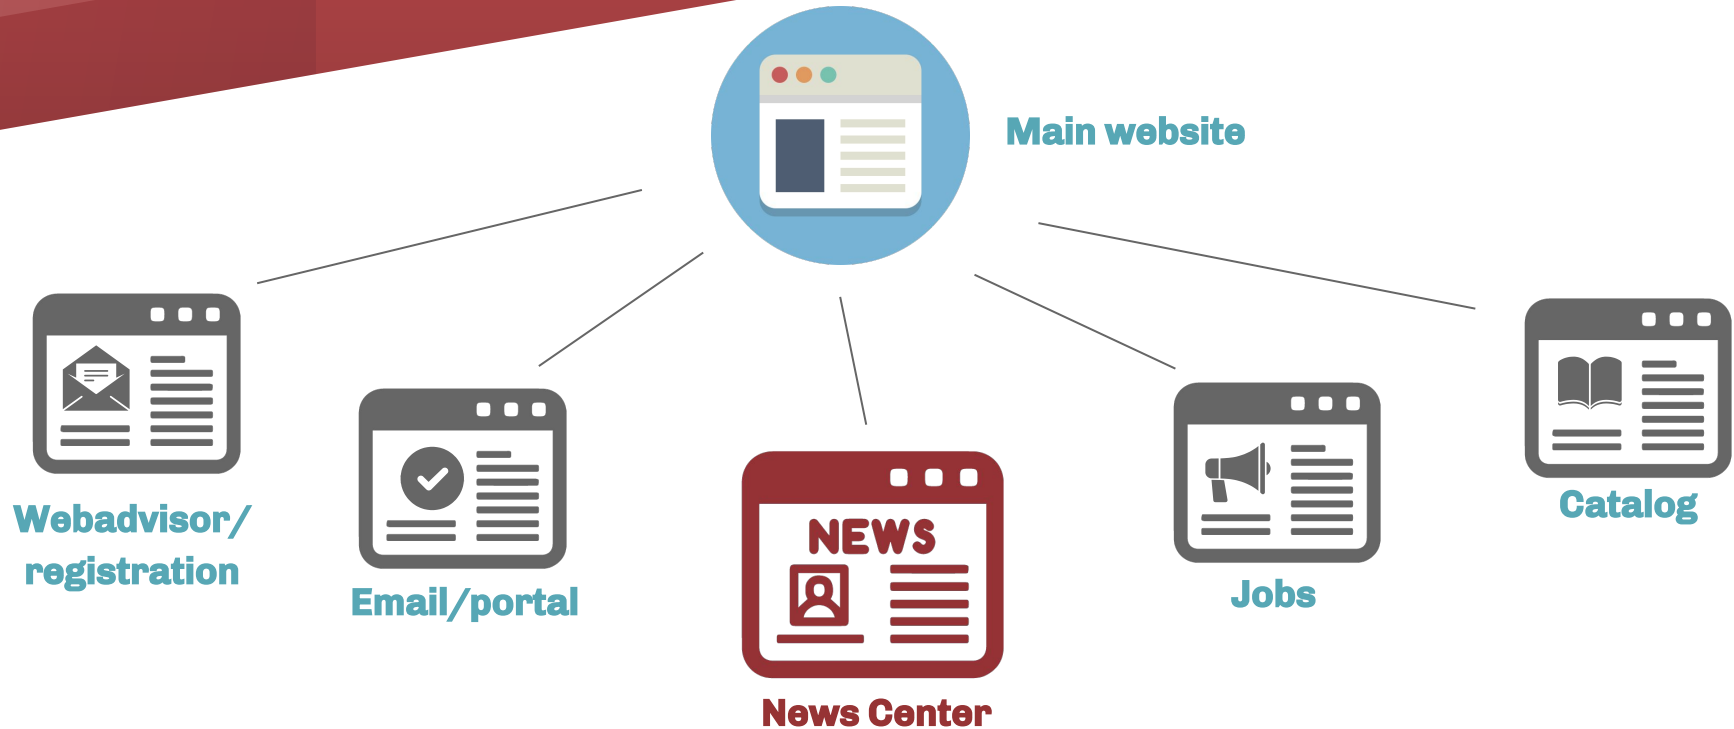 Main website
Webadvisor/
registration
Email/portal
NEWS
News Center
Jobs
Catalog